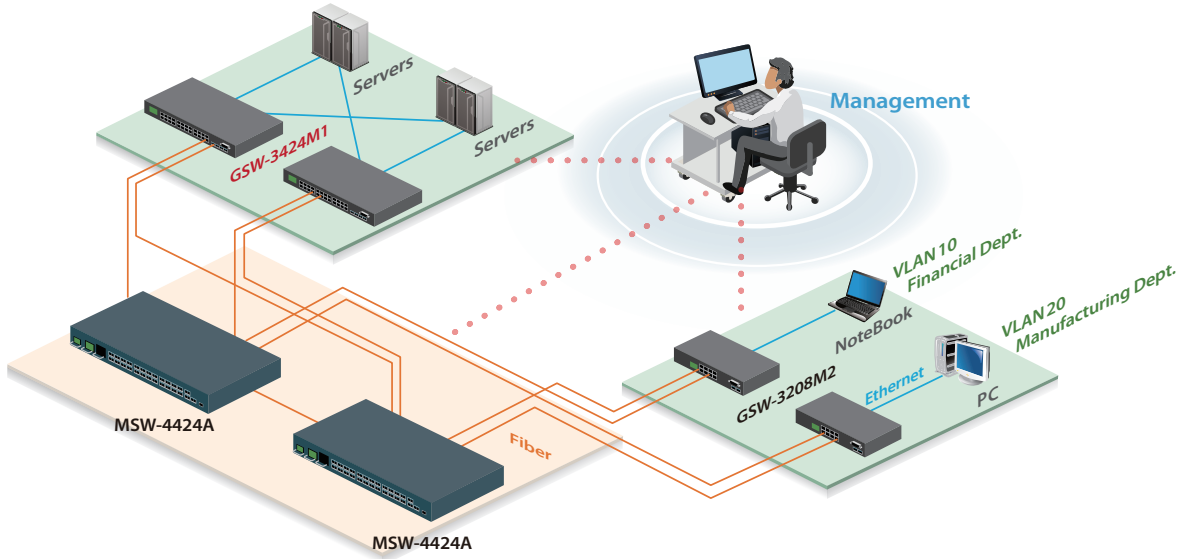 Servers
Servers
GSW-3424M1
Management
VLAN 10
Financial Dept.
VLAN 20
Manufacturing Dept.
NoteBook
GSW-3208M2
Ethernet
PC
MSW-4424A
Fiber
MSW-4424A